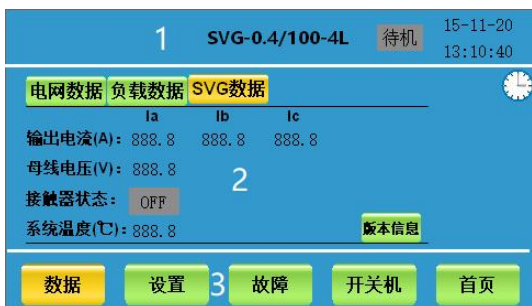 1 SVG-0.4/100-4L 待机 15-11-20
13:10:40
电网数据 负载数据 SVG数据
Ia Ib Ic
输出电流(A): 888.8 888.8 888.8
母线电压(V): 888.8
2
接触器状态: OFF
系统温度(℃): 888.8 版本信息
数据 设置 3 故障 开关机 首页